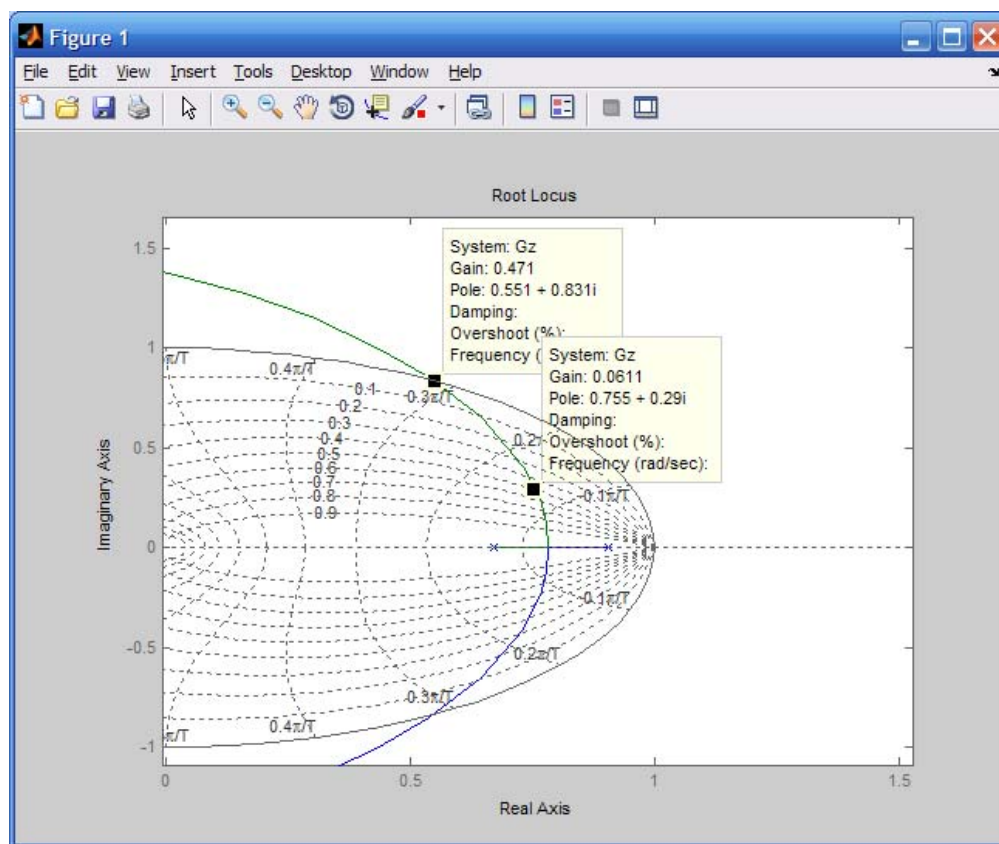 Figure 1
File Edit View Insert Tools Desktop Window Help
Root Locus
System: Gz
Gain: 0.471
Pole: 0.551 + 0.831i
Damping:
Overshoot (%):
Frequency (
System: Gz
Gain: 0.0611
Pole: 0.755 + 0.29i
Damping:
Overshoot (%):
Frequency (rad/sec):
1.5
1
0.5
0
-0.5
-1
π/T
0.4π/T
0.3π/T
0.2π
0.1π/T
0.1
0.2
0.3
0.4
0.5
0.6
0.7
0.8
0.9
0.1π/T
0.2π/T
0.3π/T
0.4π/T
π/T
Imaginary Axis
0
0.5
1
1.5
Real Axis